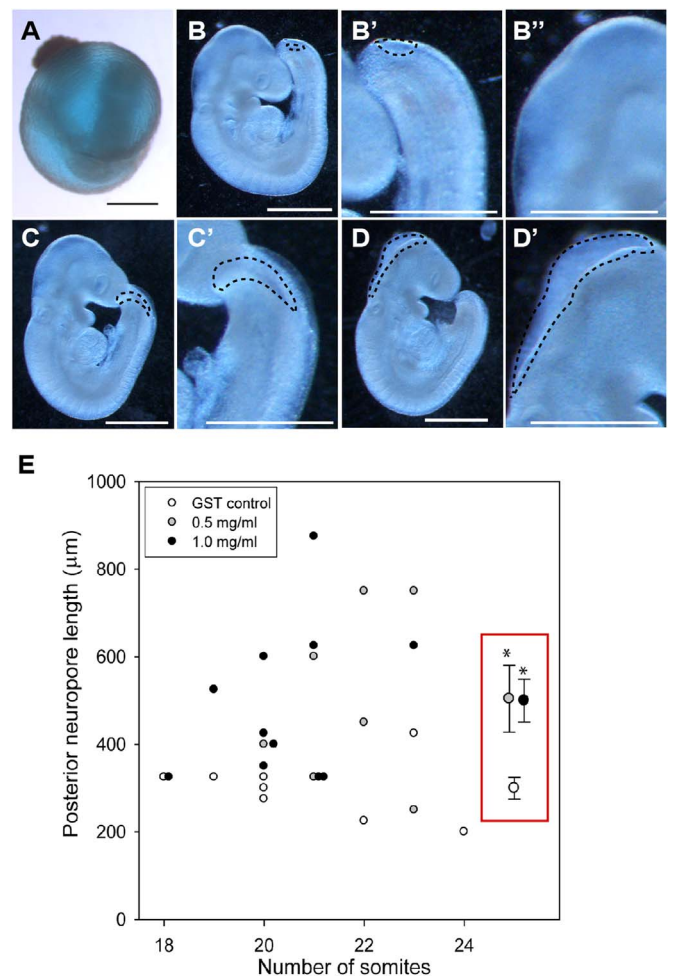 A
B
B’
B’’
C
C’
D
D’
E
1000
GST control
0.5 mg/ml
1.0 mg/ml
800
600
400
200
0
Posterior neuropore length (μm)
*
*
18
20
22
24
Number of somites